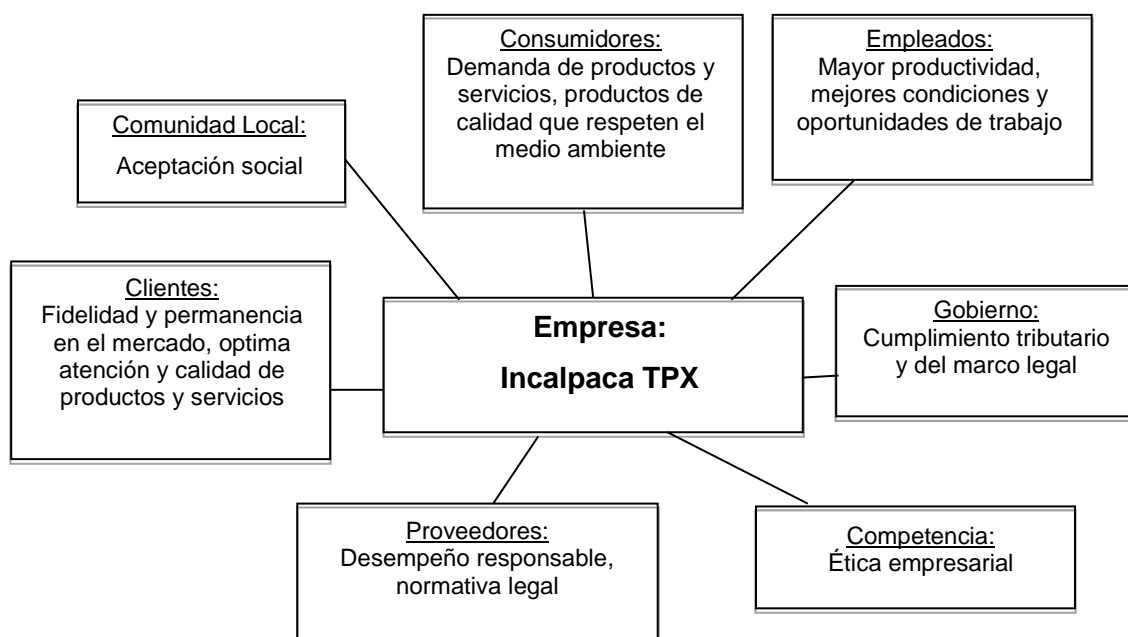 Consumidores:
Demanda de productos y
servicios, productos de
calidad que respeten el
medio ambiente
Empleados:
Mayor productividad,
mejores condiciones y
oportunidades de trabajo
Comunidad Local:
Aceptación social
Clientes:
Fidelidad y permanencia
en el mercado, optima
atención y calidad de
productos y servicios
Empresa:
Incalpaca TPX
Gobierno:
Cumplimiento tributario
y del marco legal
Proveedores:
Desempeño responsable,
normativa legal
Competencia:
Ética empresarial